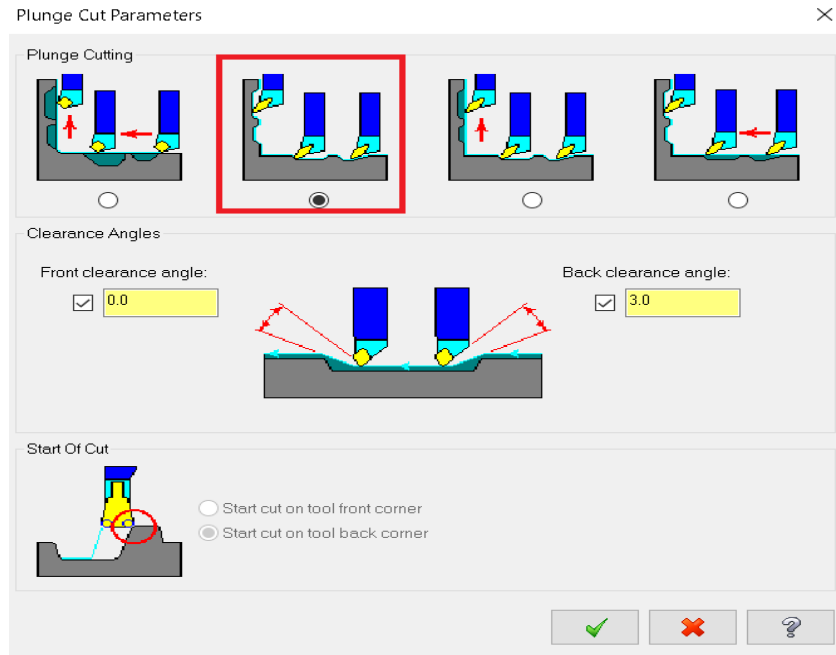 Plunge Cut Parameters
Plunge Cutting
Clearance Angles
Front clearance angle:
0.0
Back clearance angle:
3.0
Start Of Cut
Start cut on tool front corner
Start cut on tool back corner